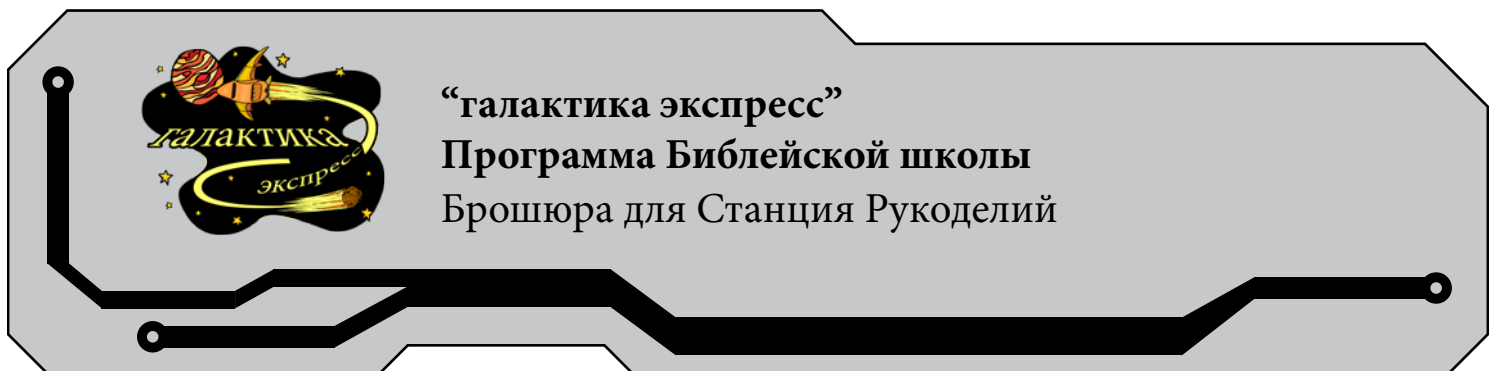 галактика
экспресс
“галактика экспресс”
Программа Библейской школы
Брошюра для Станция Рукоделий